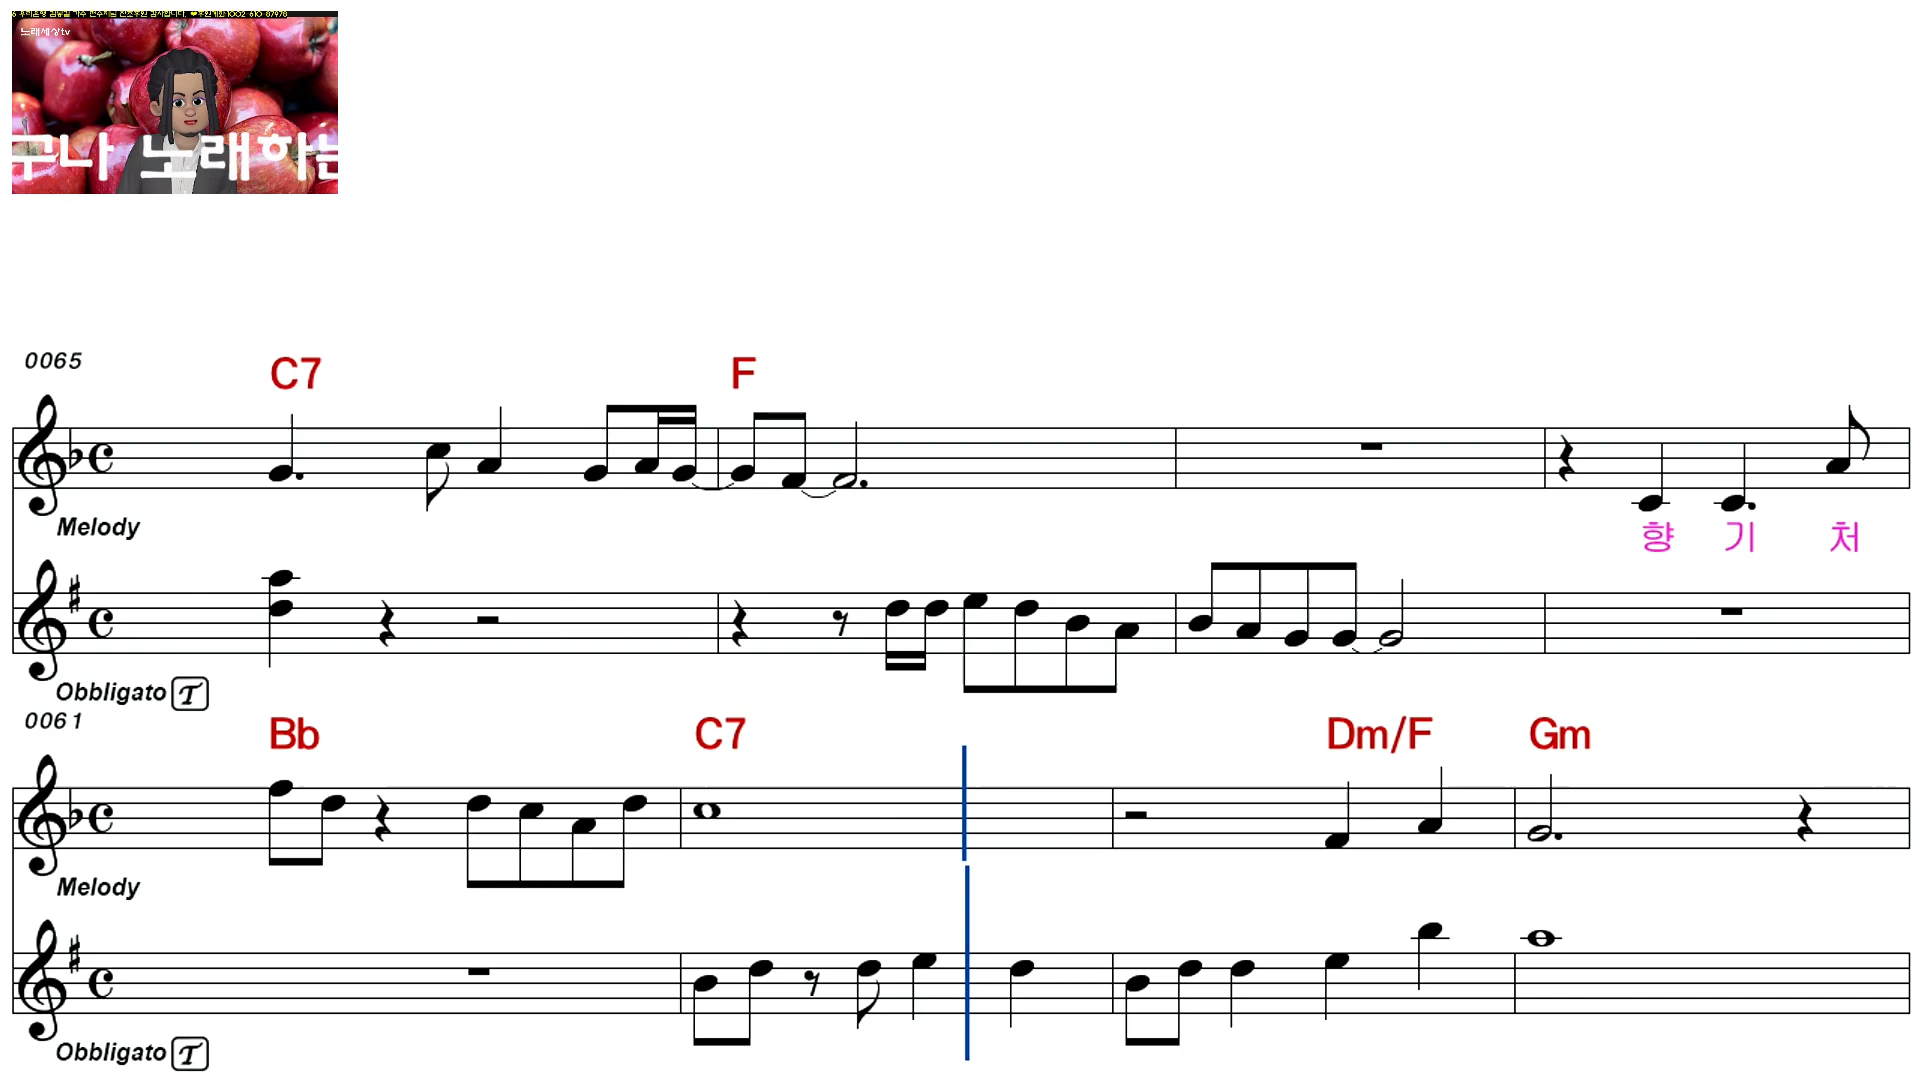 노래세상tv
구나 노래하는
0065
C7 F
Melody
향 기 처
Obbligato T
0061
Bb C7 Dm/F Gm
Melody
Obbligato T